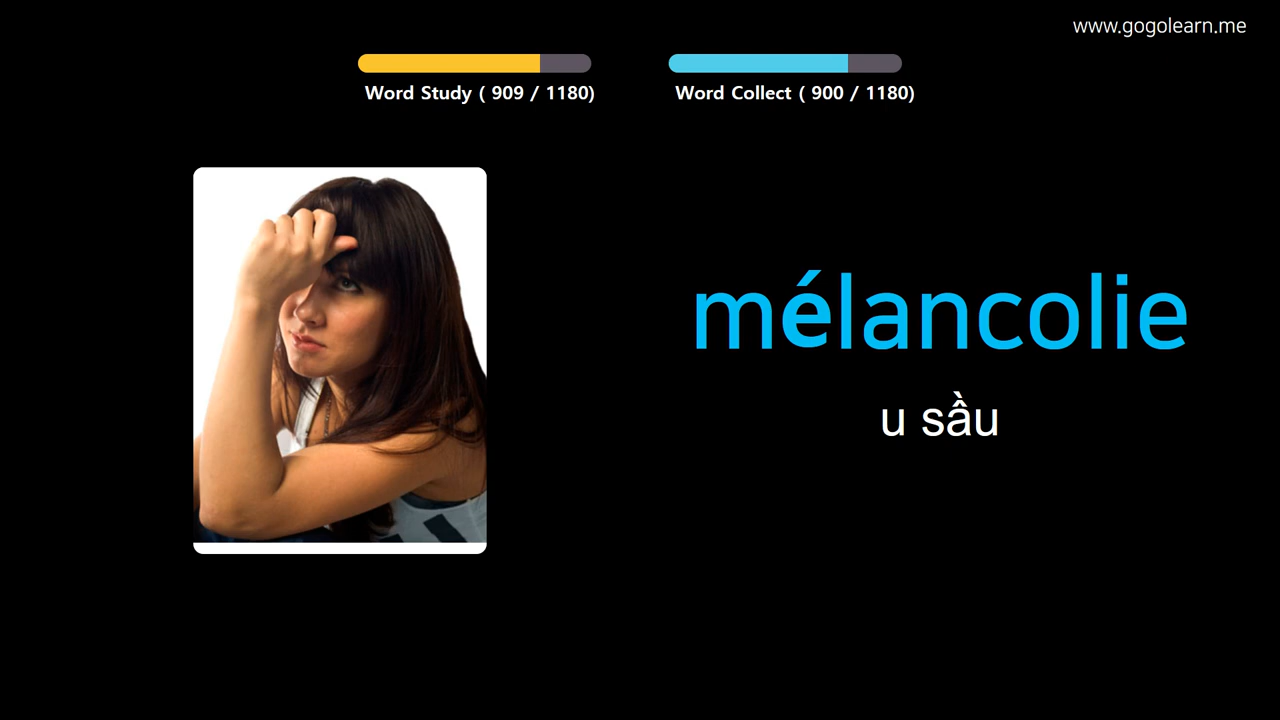 www.gogolearn.me
Word Study ( 909 / 1180)
Word Collect ( 900 / 1180)
mélancolie
u sầu